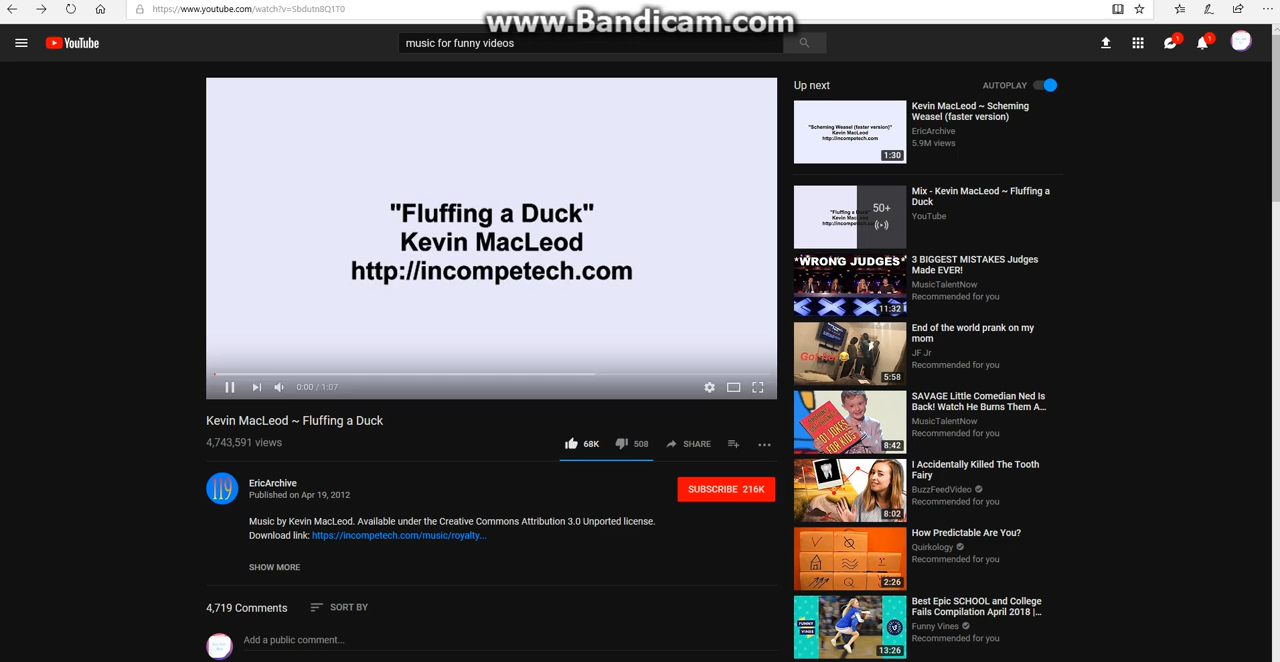 https://www.youtube.com/watch?v=Sbdutn8Q1T0
www.Bandicam.com
YouTube
music for funny videos
1
1
"Fluffing a Duck"
Kevin MacLeod
http://incompetech.com
0:00 / 1:07
Kevin MacLeod ~ Fluffing a Duck
4,743,591 views
68K
508
SHARE
119
EricArchive
Published on Apr 19, 2012
SUBSCRIBE 216K
Music by Kevin MacLeod. Available under the Creative Commons Attribution 3.0 Unported license.
Download link: https://incompetech.com/music/royalty...
SHOW MORE
4,719 Comments
SORT BY
Add a public comment...
Up next
AUTOPLAY
"Scheming Weasel (faster version)"
Kevin MacLeod
http://incompetech.com
1:30
Kevin MacLeod ~ Scheming
Weasel (faster version)
EricArchive
5.9M views
50+
Mix - Kevin MacLeod ~ Fluffing a
Duck
YouTube
*WRONG JUDGES*
11:32
3 BIGGEST MISTAKES Judges
Made EVER!
MusicTalentNow
Recommended for you
5:58
End of the world prank on my
mom
JF Jr
Recommended for you
JOKES
FOR KIDS
8:42
SAVAGE Little Comedian Ned Is
Back! Watch He Burns Them A...
MusicTalentNow
Recommended for you
8:02
I Accidentally Killed The Tooth
Fairy
BuzzFeedVideo
Recommended for you
2:26
How Predictable Are You?
Quirkology
Recommended for you
FUNNY
VINES
13:26
Best Epic SCHOOL and College
Fails Compilation April 2018 |...
Funny Vines
Recommended for you